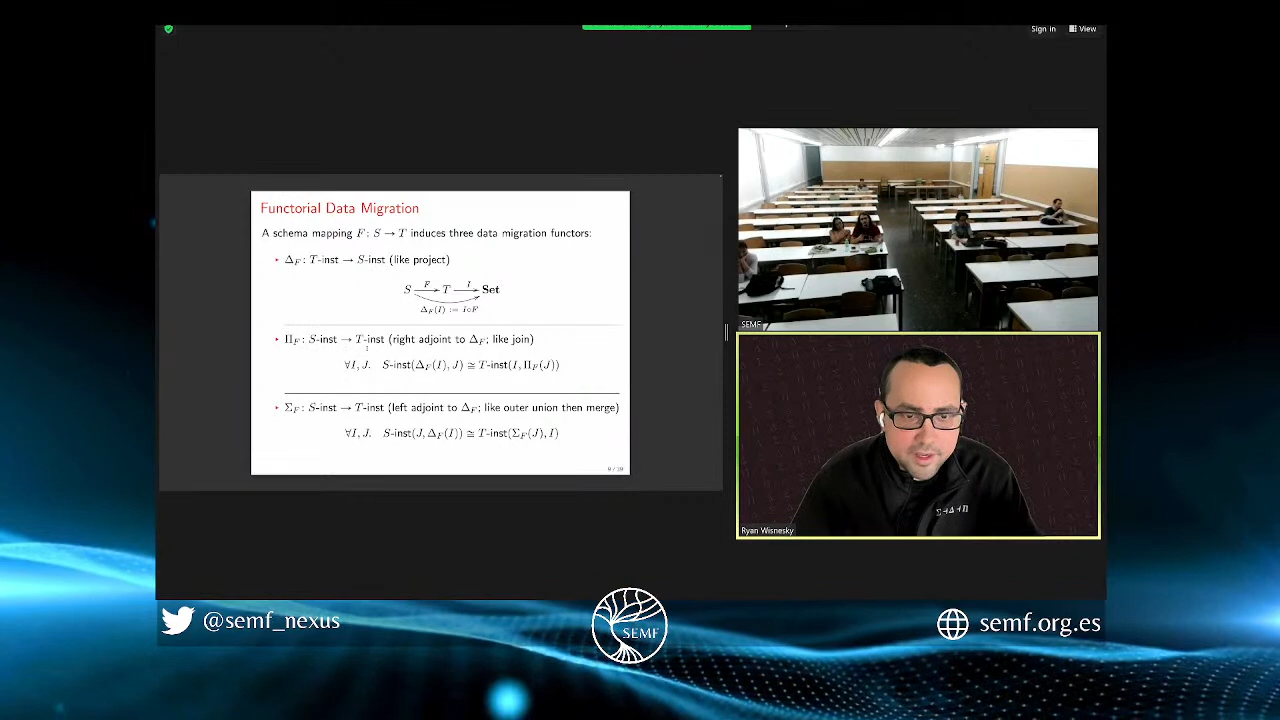 Sign in
View
Functorial Data Migration
A schema mapping F : S → T induces three data migration functors:
‣ Δ_F : T-inst → S-inst (like project)
S F→ T I→ Set
Δ_F(I) := I∘F
‣ Π_F : S-inst → T-inst (right adjoint to Δ_F; like join)
∀I, J. S-inst(Δ_F(I), J) ≅ T-inst(I, Π_F(J))
‣ Σ_F : S-inst → T-inst (left adjoint to Δ_F; like outer union then merge)
∀I, J. S-inst(J, Δ_F(I)) ≅ T-inst(Σ_F(J), I)
SEMF
Σ⊣Δ⊣Π
Ryan Wisnesky
@semf_nexus
SEMF
semf.org.es